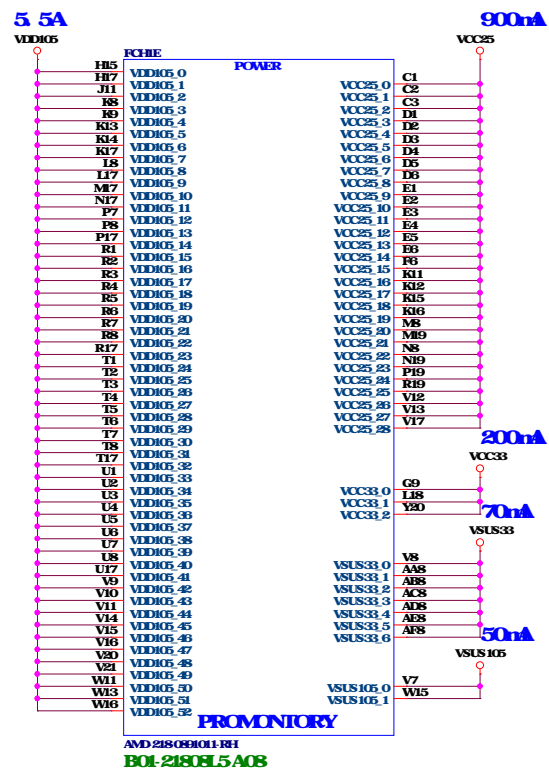 5.5A
VDD105
900mA
VCC25
FCH1E
POWER
H15 VDD105_0
H17 VDD105_1
J11 VDD105_2
K8 VDD105_3
K9 VDD105_4
K13 VDD105_5
K14 VDD105_6
K17 VDD105_7
L8 VDD105_8
L17 VDD105_9
M17 VDD105_10
N17 VDD105_11
P7 VDD105_12
P8 VDD105_13
P17 VDD105_14
R1 VDD105_15
R2 VDD105_16
R3 VDD105_17
R4 VDD105_18
R5 VDD105_19
R6 VDD105_20
R7 VDD105_21
R8 VDD105_22
R17 VDD105_23
T1 VDD105_24
T2 VDD105_25
T3 VDD105_26
T4 VDD105_27
T5 VDD105_28
T6 VDD105_29
T7 VDD105_30
T8 VDD105_31
T17 VDD105_32
U1 VDD105_33
U2 VDD105_34
U3 VDD105_35
U4 VDD105_36
U5 VDD105_37
U6 VDD105_38
U7 VDD105_39
U8 VDD105_40
U17 VDD105_41
V9 VDD105_42
V10 VDD105_43
V11 VDD105_44
V14 VDD105_45
V15 VDD105_46
V16 VDD105_47
V20 VDD105_48
V21 VDD105_49
W11 VDD105_50
W13 VDD105_51
W16 VDD105_52
VCC25_0 C1
VCC25_1 C2
VCC25_2 C3
VCC25_3 D1
VCC25_4 D2
VCC25_5 D3
VCC25_6 D4
VCC25_7 D5
VCC25_8 D6
VCC25_9 E1
VCC25_10 E2
VCC25_11 E3
VCC25_12 E4
VCC25_13 E5
VCC25_14 E6
VCC25_15 F6
VCC25_16 K11
VCC25_17 K12
VCC25_18 K15
VCC25_19 K16
VCC25_20 M8
VCC25_21 M19
VCC25_22 N8
VCC25_23 N19
VCC25_24 P19
VCC25_25 R19
VCC25_26 V12
VCC25_27 V13
VCC25_28 V17
200mA
VCC33
VCC33_0 G9
VCC33_1 L18
VCC33_2 Y20
70mA
VSUS33
VSUS33_0 V8
VSUS33_1 AA8
VSUS33_2 AB8
VSUS33_3 AC8
VSUS33_4 AD8
VSUS33_5 AE8
VSUS33_6 AF8
50mA
VSUS105
VSUS105_0 V7
VSUS105_1 W15
PROMONTORY
AMD-218-0891011-RH
B01-21808L5-A08